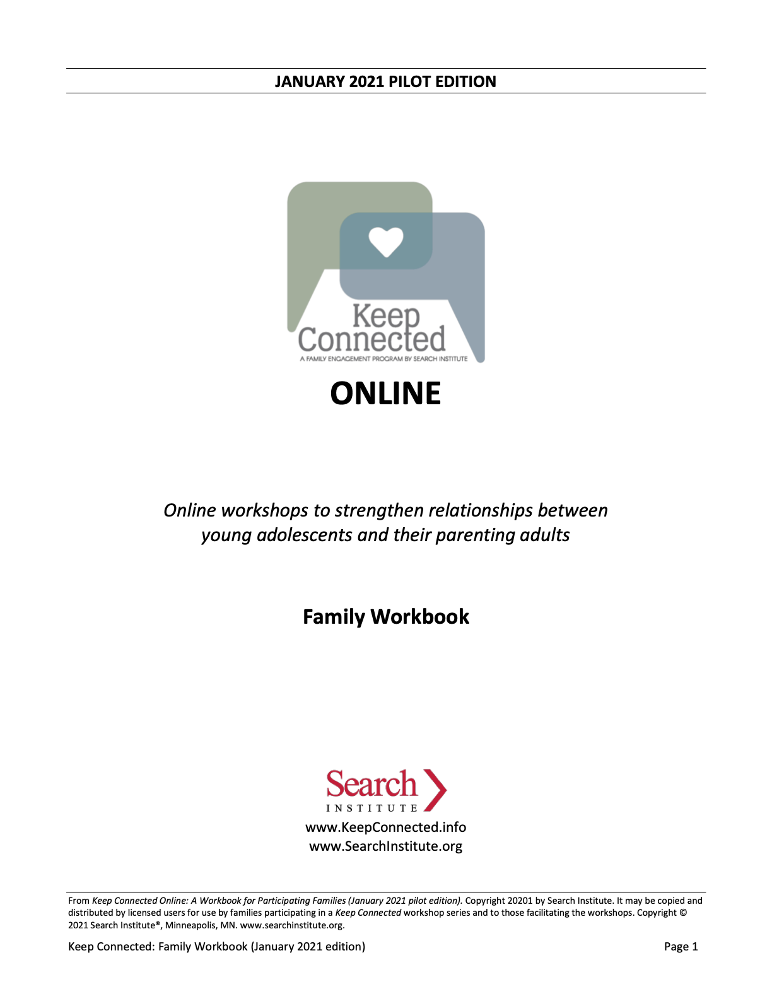 JANUARY 2021 PILOT EDITION
Keep
Connected
A FAMILY ENGAGEMENT PROGRAM BY SEARCH INSTITUTE
ONLINE
Online workshops to strengthen relationships between
young adolescents and their parenting adults
Family Workbook
Search
INSTITUTE
www.KeepConnected.info
www.SearchInstitute.org
From Keep Connected Online: A Workbook for Participating Families (January 2021 pilot edition). Copyright 20201 by Search Institute. It may be copied and
distributed by licensed users for use by families participating in a Keep Connected workshop series and to those facilitating the workshops. Copyright ©
2021 Search Institute®, Minneapolis, MN. www.searchinstitute.org.
Keep Connected: Family Workbook (January 2021 edition) Page 1